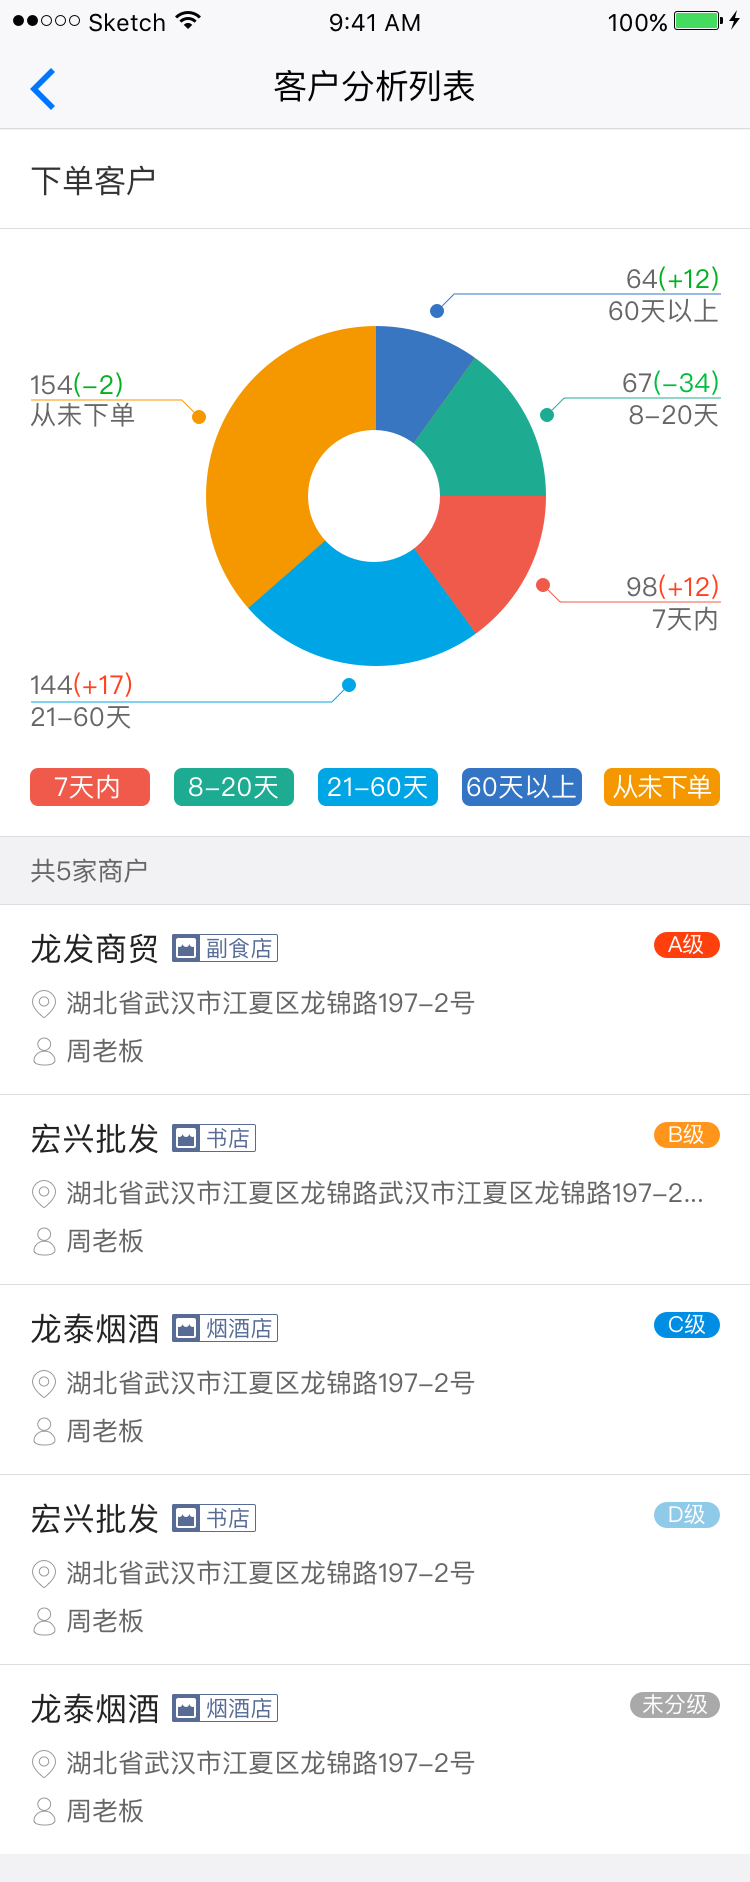 Sketch 9:41 AM 100%
客户分析列表
下单客户
64(+12)
60天以上
154(-2)
从未下单
67(-34)
8-20天
98(+12)
7天内
144(+17)
21-60天
7天内 8-20天 21-60天 60天以上 从未下单
共5家商户
龙发商贸 副食店 A级
湖北省武汉市江夏区龙锦路197-2号
周老板
宏兴批发 书店 B级
湖北省武汉市江夏区龙锦路武汉市江夏区龙锦路197-2...
周老板
龙泰烟酒 烟酒店 C级
湖北省武汉市江夏区龙锦路197-2号
周老板
宏兴批发 书店 D级
湖北省武汉市江夏区龙锦路197-2号
周老板
龙泰烟酒 烟酒店 未分级
湖北省武汉市江夏区龙锦路197-2号
周老板